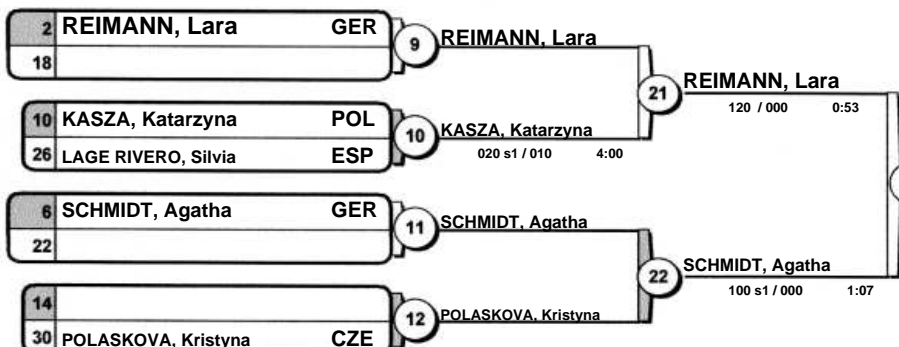 2 REIMANN, Lara GER
18
9 REIMANN, Lara
10 KASZA, Katarzyna POL
26 LAGE RIVERO, Silvia ESP
10 KASZA, Katarzyna
020 s1 / 010 4:00
21 REIMANN, Lara
120 / 000 0:53
6 SCHMIDT, Agatha GER
22
11 SCHMIDT, Agatha
14
30 POLASKOVA, Kristyna CZE
12 POLASKOVA, Kristyna
22 SCHMIDT, Agatha
100 s1 / 000 1:07